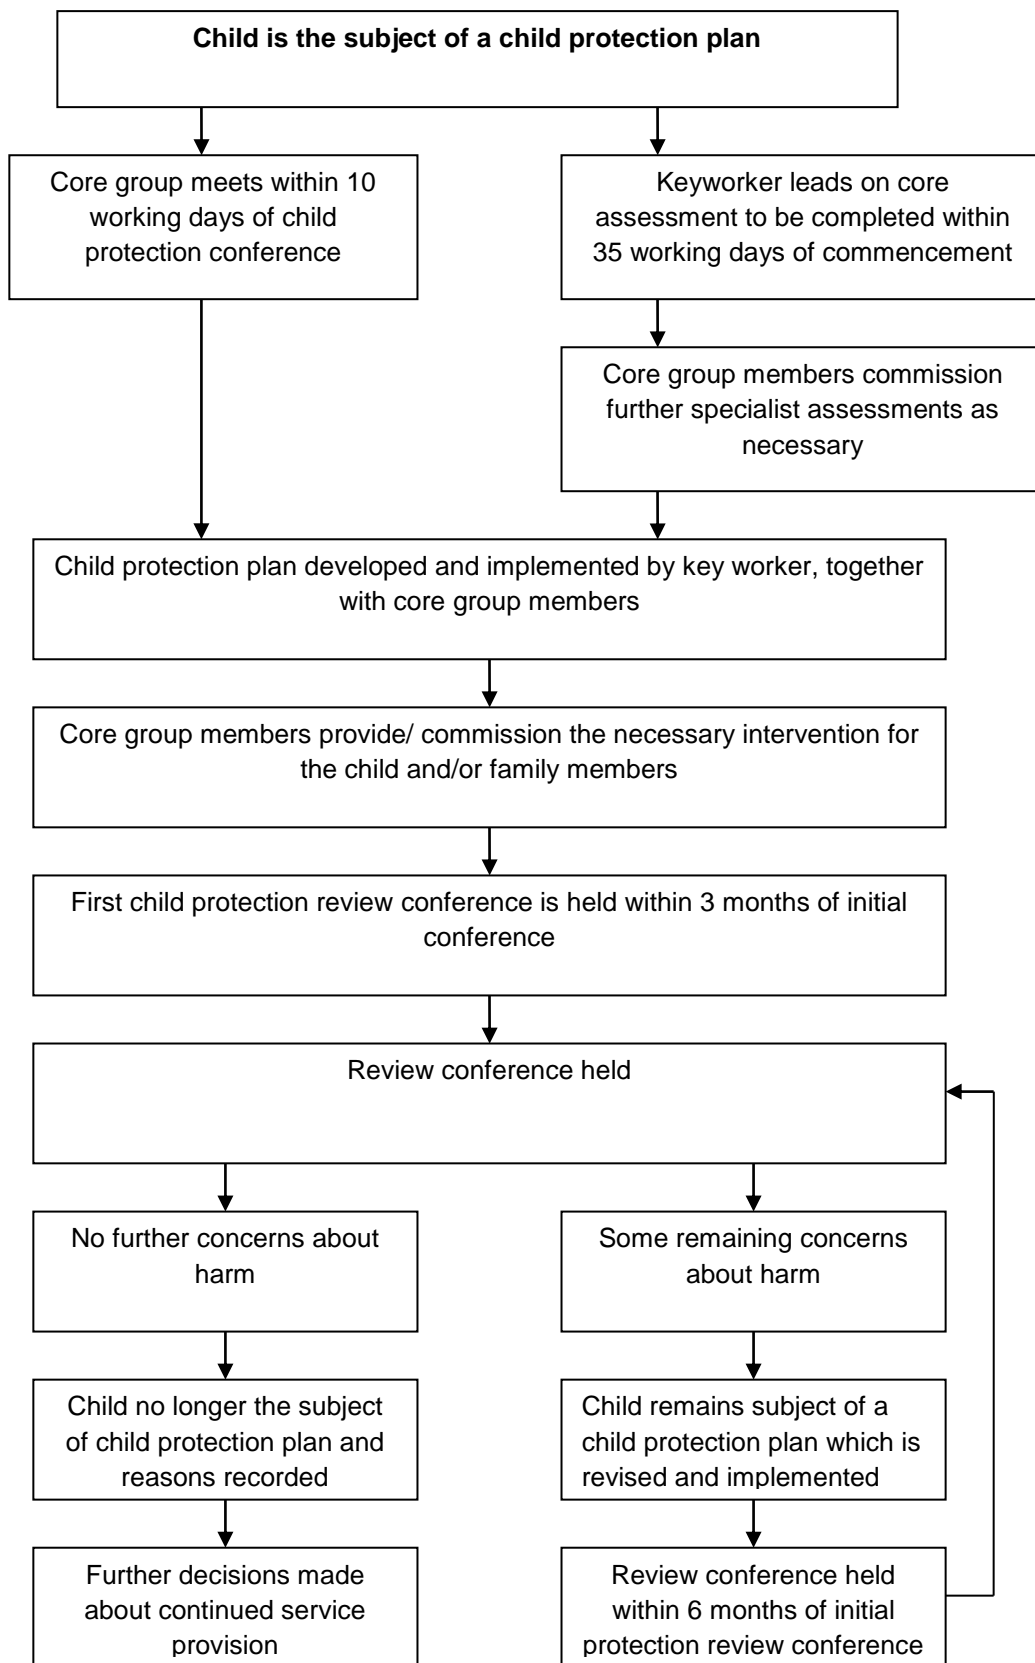 Child is the subject of a child protection plan
Core group meets within 10
working days of child
protection conference
Keyworker leads on core
assessment to be completed within
35 working days of commencement
Core group members commission
further specialist assessments as
necessary
Child protection plan developed and implemented by key worker, together
with core group members
Core group members provide/ commission the necessary intervention for
the child and/or family members
First child protection review conference is held within 3 months of initial
conference
Review conference held
No further concerns about
harm
Some remaining concerns
about harm
Child no longer the subject
of child protection plan and
reasons recorded
Child remains subject of a
child protection plan which is
revised and implemented
Further decisions made
about continued service
provision
Review conference held
within 6 months of initial
protection review conference